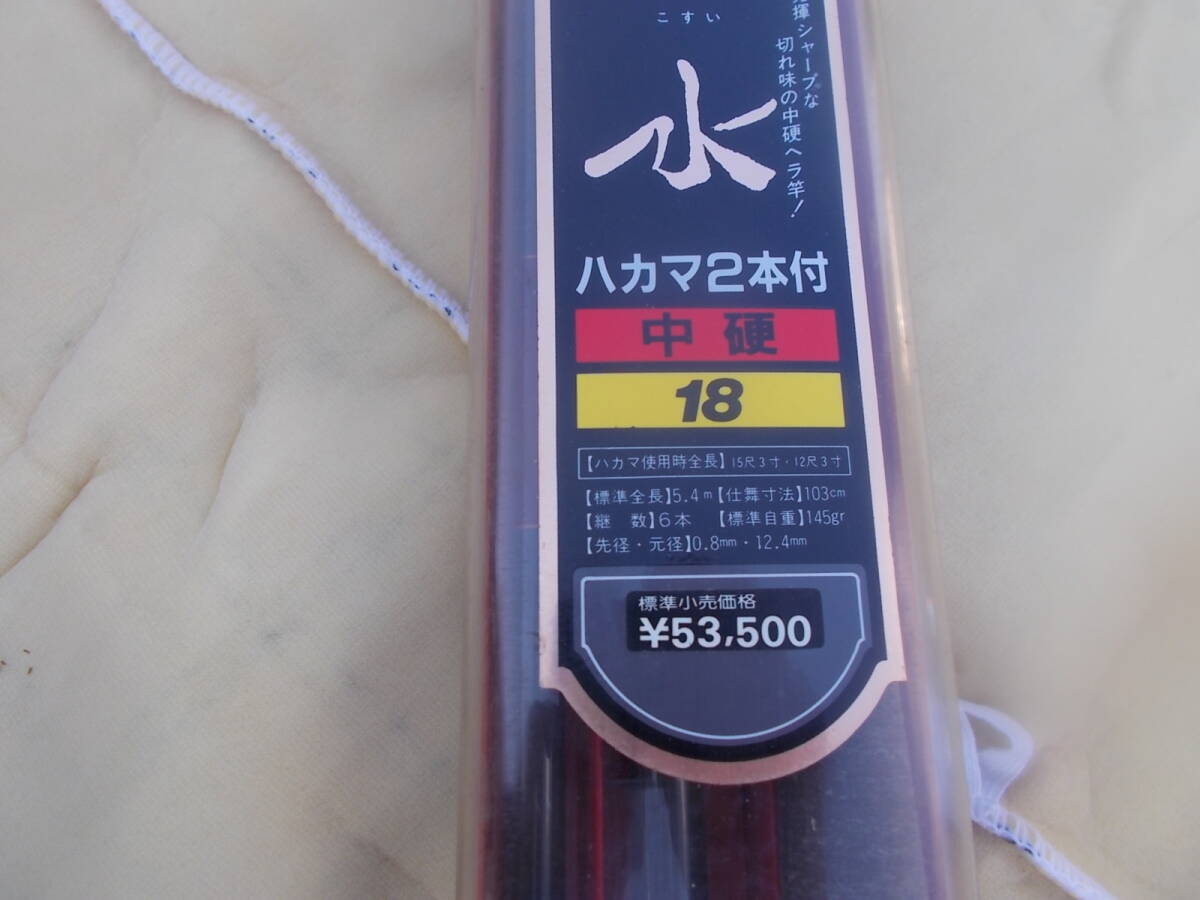 こすい
水
揮シャープな
切れ味の中硬ヘラ竿!
ハカマ2本付
中硬
18
【ハカマ使用時全長】15尺3寸・12尺3寸
【標準全長】5.4m【仕舞寸法】103cm
【継 数】6本 【標準自重】145gr
【先径・元径】0.8mm・12.4mm
標準小売価格
¥53,500